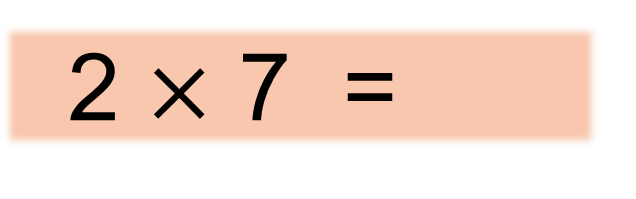 2 × 7 =